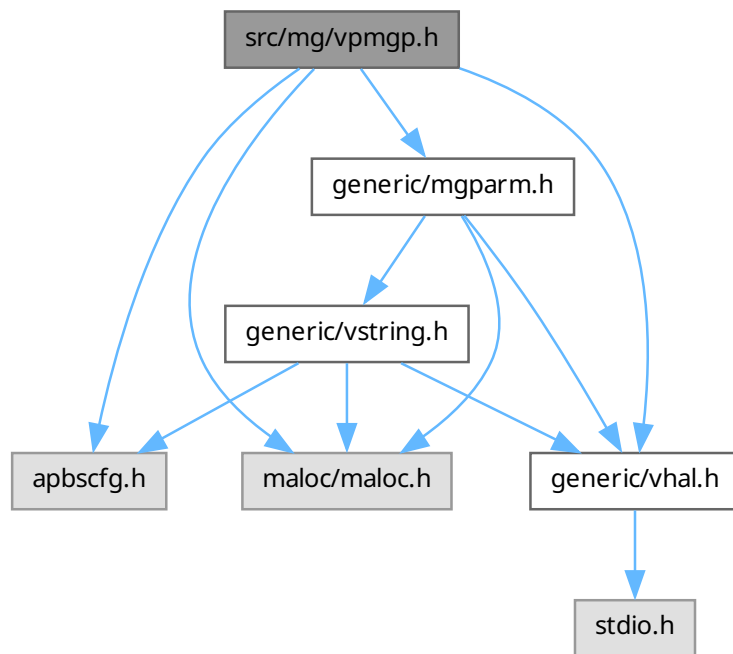 src/mg/vpmgp.h
generic/mgparm.h
generic/vstring.h
apbscfg.h
maloc/maloc.h
generic/vhal.h
stdio.h